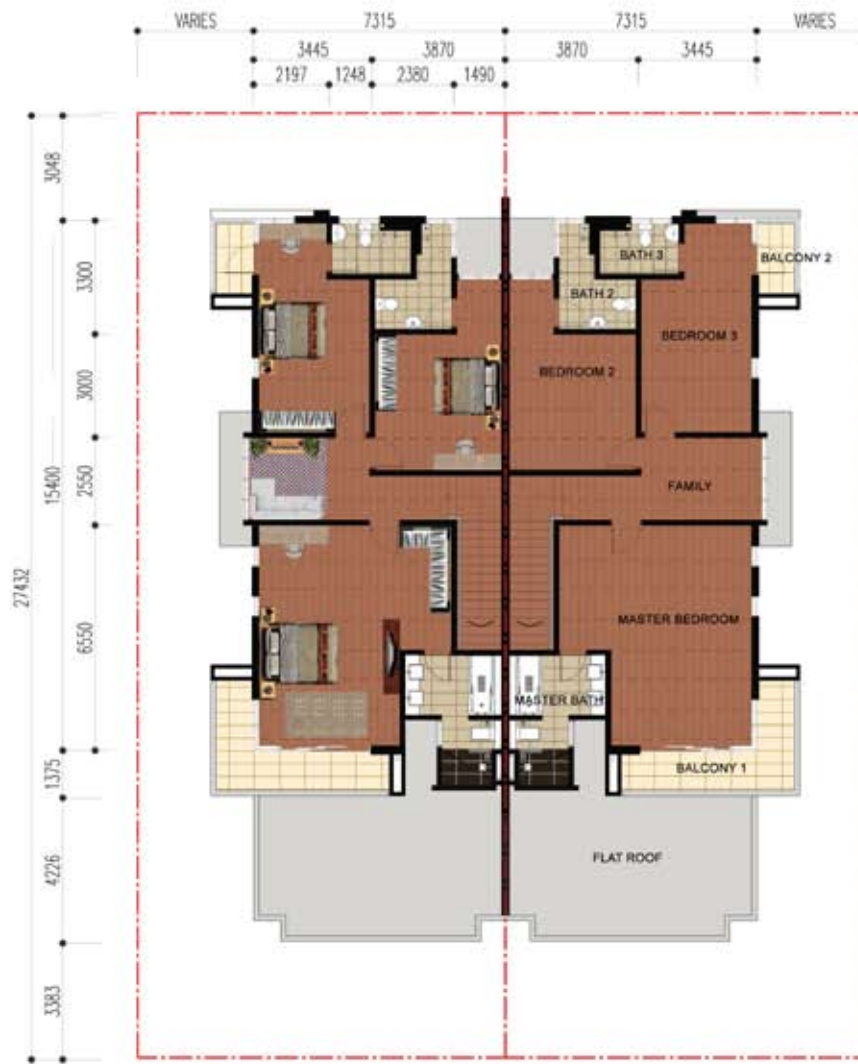 VARIES 7315 7315 VARIES
3445 3870 3870 3445
2197 1248 2380 1490
3048
3300
3000
2550
15400
6550
27432
1375
4226
3383
BATH 3
BALCONY 2
BATH 2
BEDROOM 3
BEDROOM 2
FAMILY
MASTER BEDROOM
MASTER BATH
BALCONY 1
FLAT ROOF